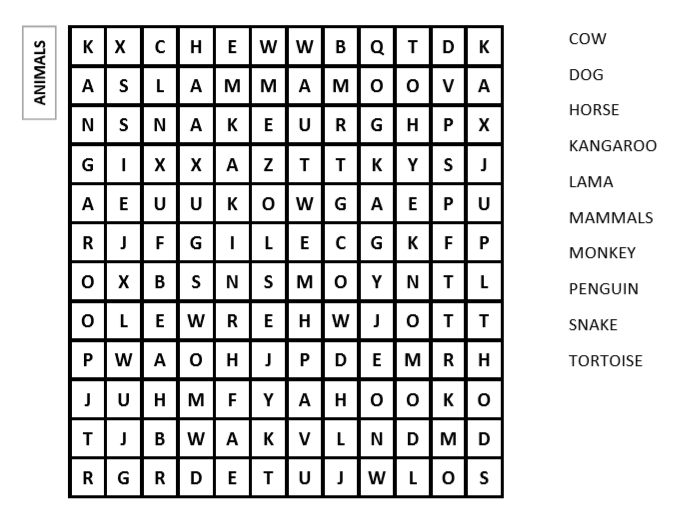 ANIMALS
K X C H E W W B Q T D K
A S L A M M A M O O V A
N S N A K E U R G H P X
G I X X A Z T T K Y S J
A E U U K O W G A E P U
R J F G I L E C G K F P
O X B S N S M O Y N T L
O L E W R E H W J O T T
P W A O H J P D E M R H
J U H M F Y A H O O K O
T J B W A K V L N D M D
R G R D E T U J W L O S
COW
DOG
HORSE
KANGAROO
LAMA
MAMMALS
MONKEY
PENGUIN
SNAKE
TORTOISE